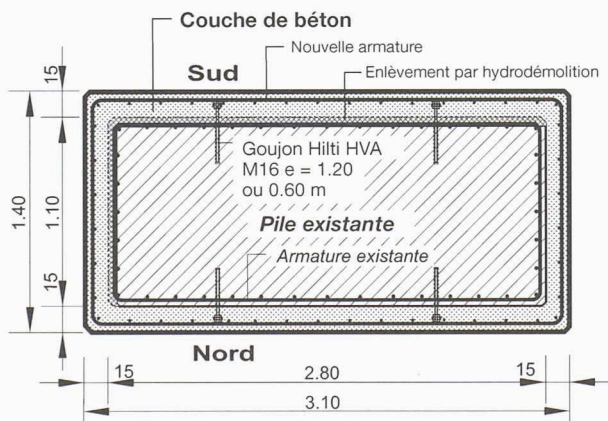 Couche de béton
Nouvelle armature
Sud
Enlèvement par hydrodémolition
15
1.40
1.10
15
Goujon Hilti HVA
M16 e = 1.20
ou 0.60 m
Pile existante
Armature existante
Nord
15
2.80
15
3.10